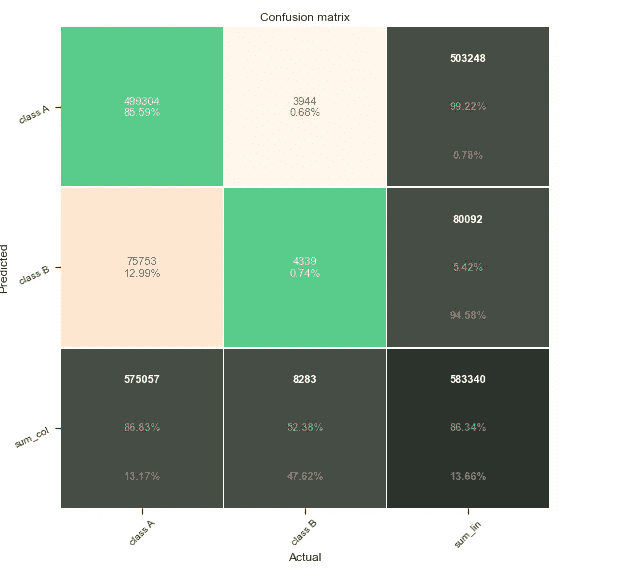 Confusion matrix
class A
499304
85.59%
3944
0.68%
503248
99.22%
0.78%
Predicted
class B
75753
12.99%
4339
0.74%
80092
5.42%
94.58%
sum_col
575057
86.83%
13.17%
8283
52.38%
47.62%
583340
86.34%
13.66%
class A
class B
sum_lin
Actual